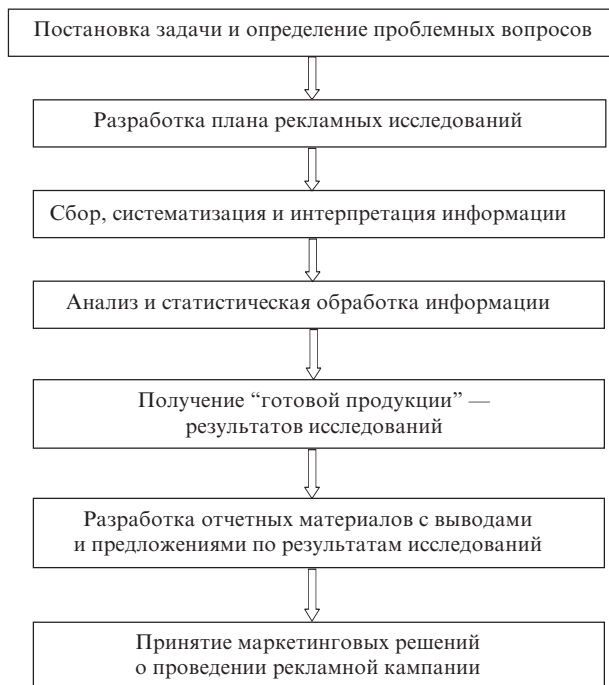 Постановка задачи и определение проблемных вопросов
Разработка плана рекламных исследований
Сбор, систематизация и интерпретация информации
Анализ и статистическая обработка информации
Получение “готовой продукции” —
результатов исследований
Разработка отчетных материалов с выводами
и предложениями по результатам исследований
Принятие маркетинговых решений
о проведении рекламной кампании